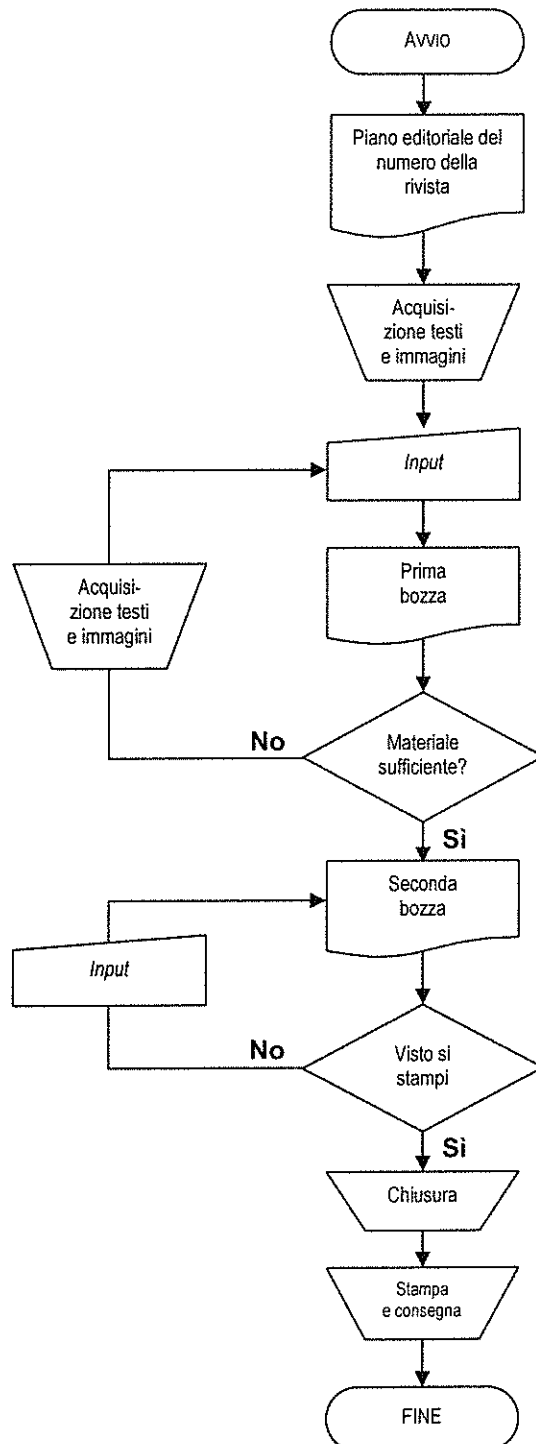 AVVIO
Piano editoriale del
numero della
rivista
Acquisi-
zione testi
e immagini
Input
Acquisi-
zione testi
e immagini
Prima
bozza
No
Materiale
sufficiente?
Sì
Seconda
bozza
Input
No
Visto si
stampi
Sì
Chiusura
Stampa
e consegna
FINE